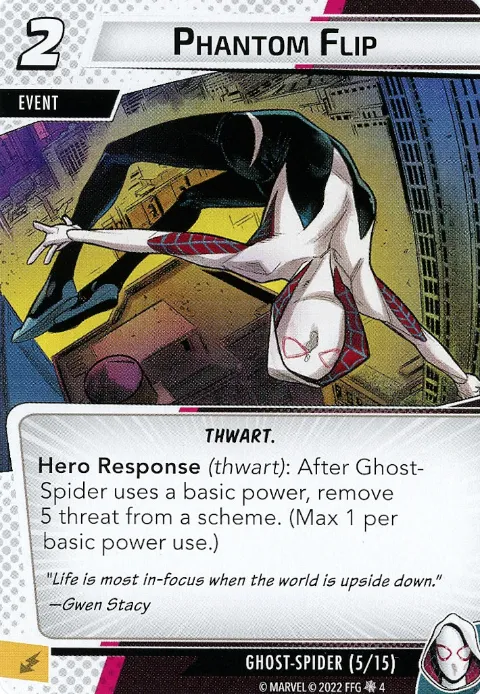 2
PHANTOM FLIP
EVENT
THWART.
Hero Response (thwart): After Ghost-
Spider uses a basic power, remove
5 threat from a scheme. (Max 1 per
basic power use.)
"Life is most in-focus when the world is upside down."
—Gwen Stacy
GHOST-SPIDER (5/15)
© MARVEL © 2022 FFG 4